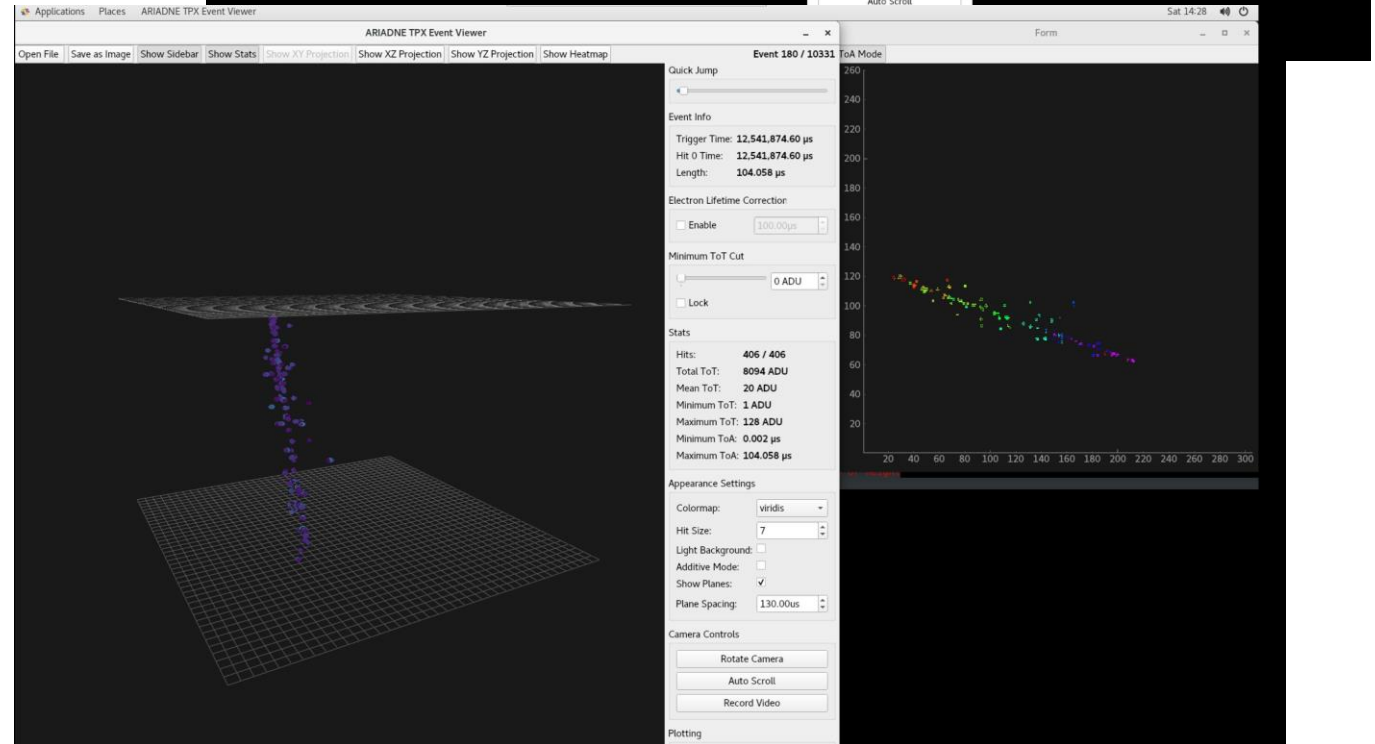 Auto Scroll
Applications Places ARIADNE TPX Event Viewer Sat 14:28
ARIADNE TPX Event Viewer
Form
Open File Save as Image Show Sidebar Show Stats Show XY Projection Show XZ Projection Show YZ Projection Show Heatmap Event 180 / 10331
ToA Mode
Quick Jump
Event Info
Trigger Time: 12,541,874.60 µs
Hit 0 Time: 12,541,874.60 µs
Length: 104.058 µs
Electron Lifetime Correction
Enable 100.00µs
Minimum ToT Cut
0 ADU
Lock
Stats
Hits: 406 / 406
Total ToT: 8094 ADU
Mean ToT: 20 ADU
Minimum ToT: 1 ADU
Maximum ToT: 128 ADU
Minimum ToA: 0.002 µs
Maximum ToA: 104.058 µs
Appearance Settings
Colormap: viridis
Hit Size: 7
Light Background:
Additive Mode:
Show Planes:
Plane Spacing: 130.00us
Camera Controls
Rotate Camera
Auto Scroll
Record Video
Plotting
260
240
220
200
180
160
140
120
100
80
60
40
20
20 40 60 80 100 120 140 160 180 200 220 240 260 280 300